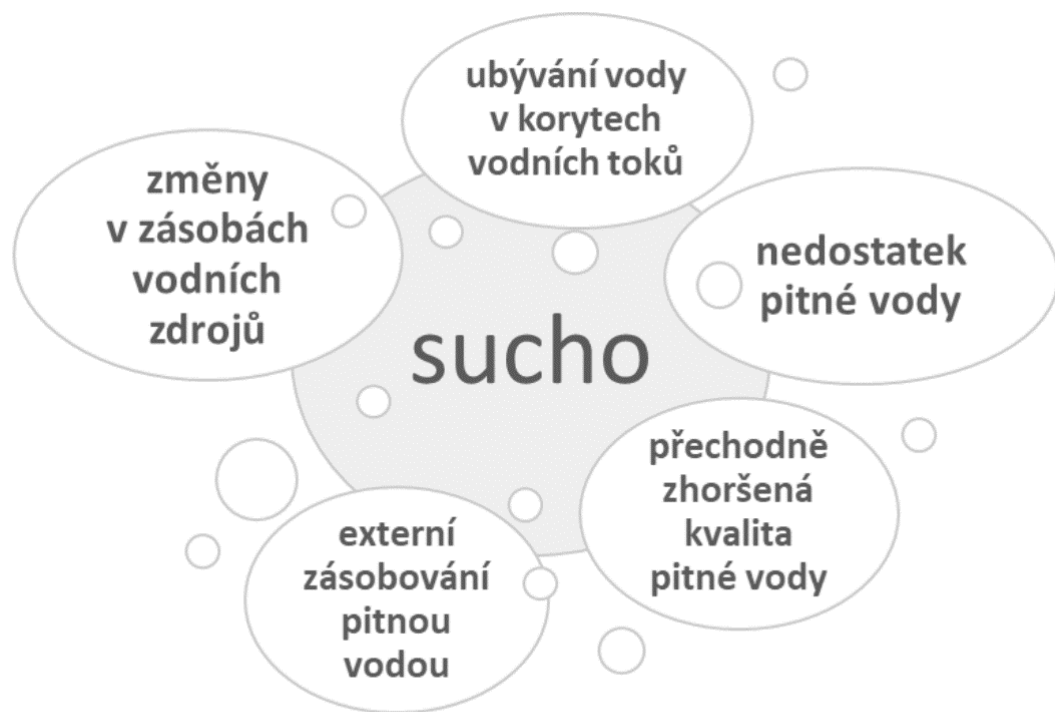 ubývání vody
v korytech
vodních toků
změny
v zásobách
vodních
zdrojů
nedostatek
pitné vody
sucho
přechodně
zhoršená
kvalita
pitné vody
externí
zásobování
pitnou
vodou